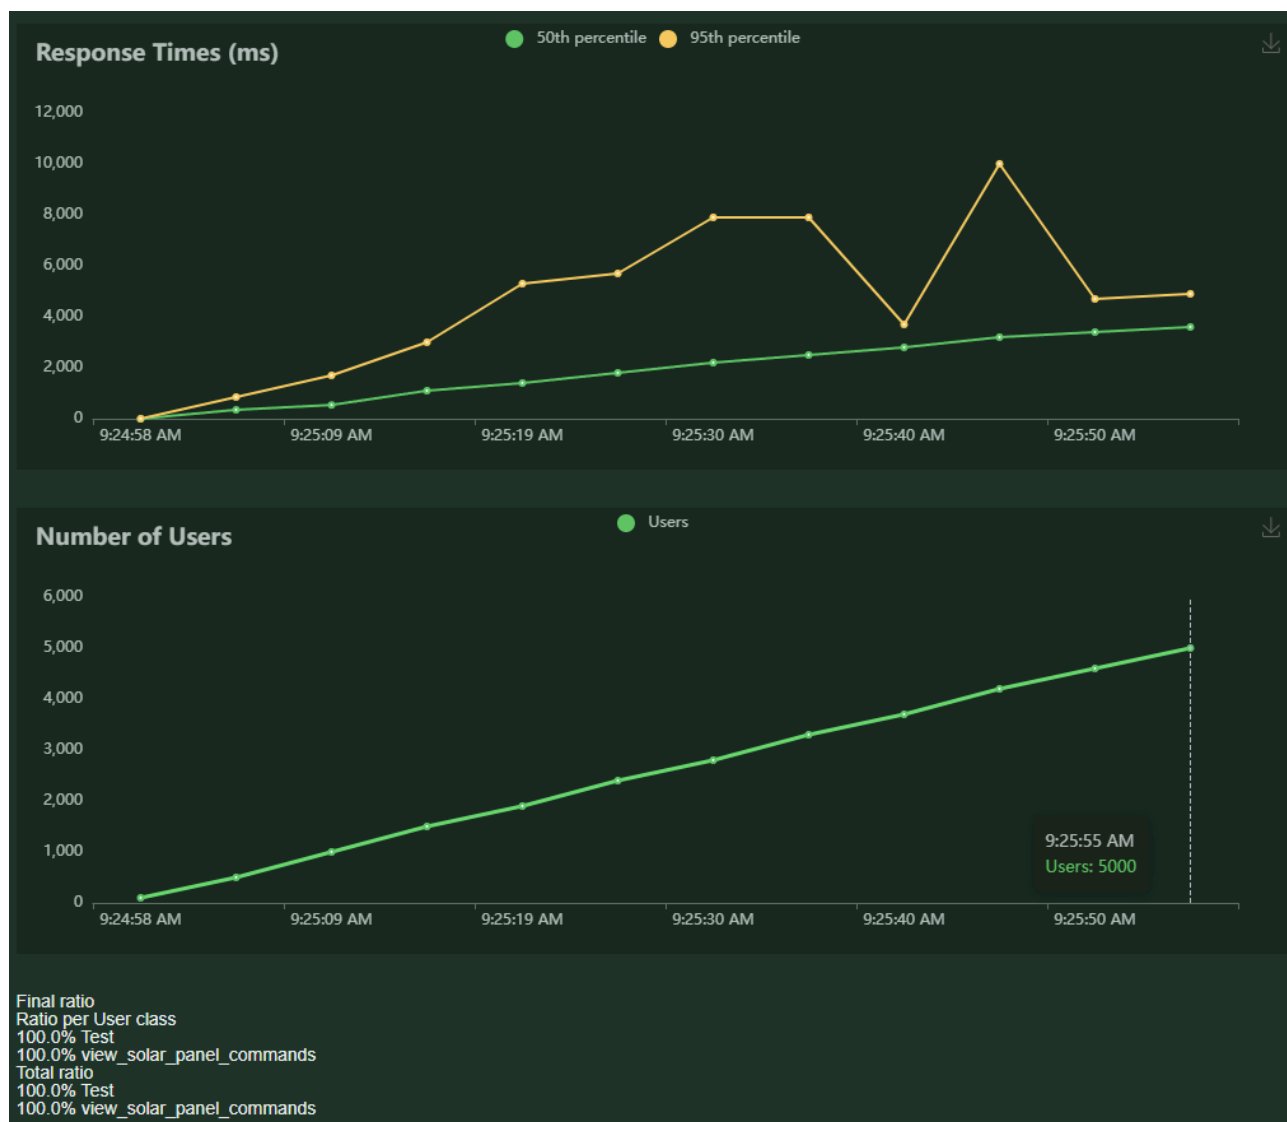 Response Times (ms)
50th percentile
95th percentile
12,000
10,000
8,000
6,000
4,000
2,000
0
9:24:58 AM
9:25:09 AM
9:25:19 AM
9:25:30 AM
9:25:40 AM
9:25:50 AM
Number of Users
Users
6,000
5,000
4,000
3,000
2,000
1,000
0
9:25:55 AM
Users: 5000
9:24:58 AM
9:25:09 AM
9:25:19 AM
9:25:30 AM
9:25:40 AM
9:25:50 AM
Final ratio
Ratio per User class
100.0% Test
100.0% view_solar_panel_commands
Total ratio
100.0% Test
100.0% view_solar_panel_commands